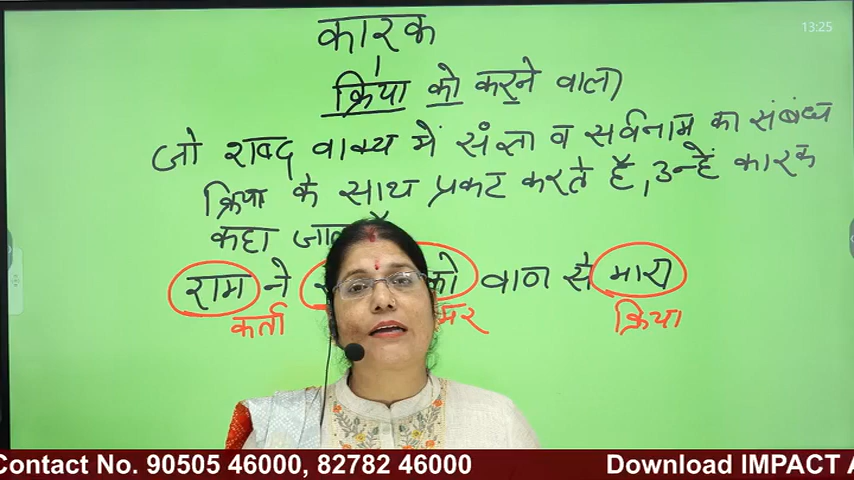 13:25
कारक
क्रिया को करने वाला
जो शब्द वाक्य में संज्ञा व सर्वनाम का संबंध
क्रिया के साथ प्रकट करते हैं, उन्हें कारक
कहा
राम ने को वान से मारा
कर्ता क्रिया
Contact No. 90505 46000, 82782 46000 Download IMPACT A